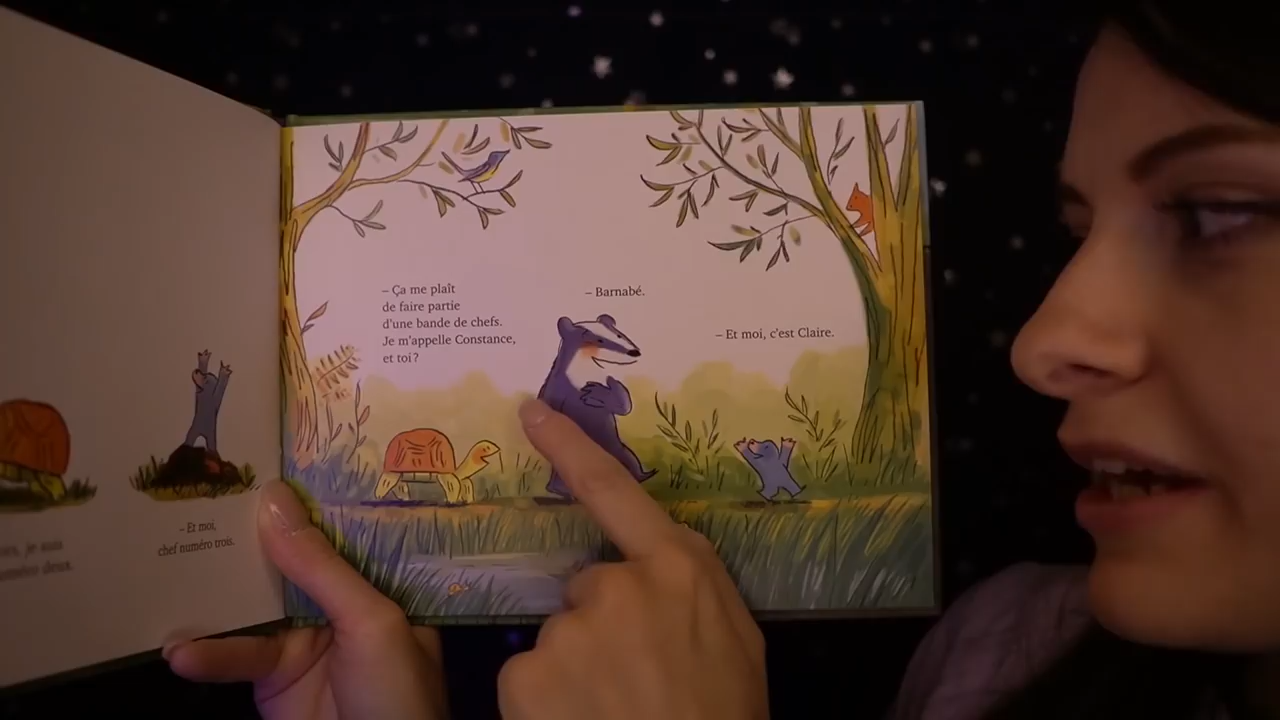 – Et moi,
chef numéro trois.
– Ça me plaît
de faire partie
d'une bande de chefs.
Je m'appelle Constance,
et toi ?
– Barnabé.
– Et moi, c'est Claire.